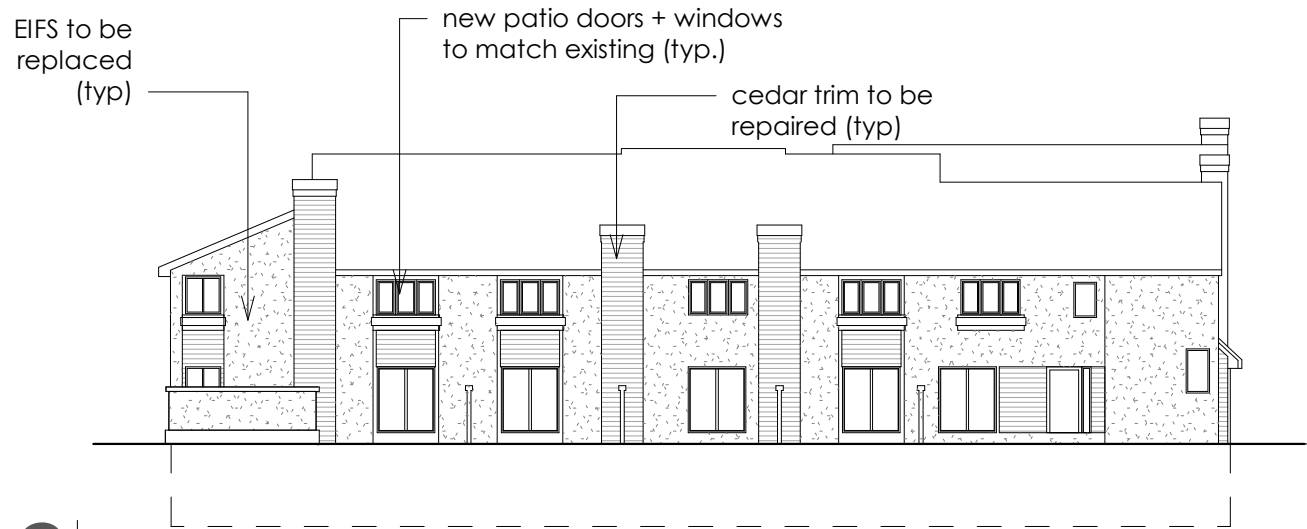 EIFS to be
replaced
(typ)
new patio doors + windows
to match existing (typ.)
cedar trim to be
repaired (typ)